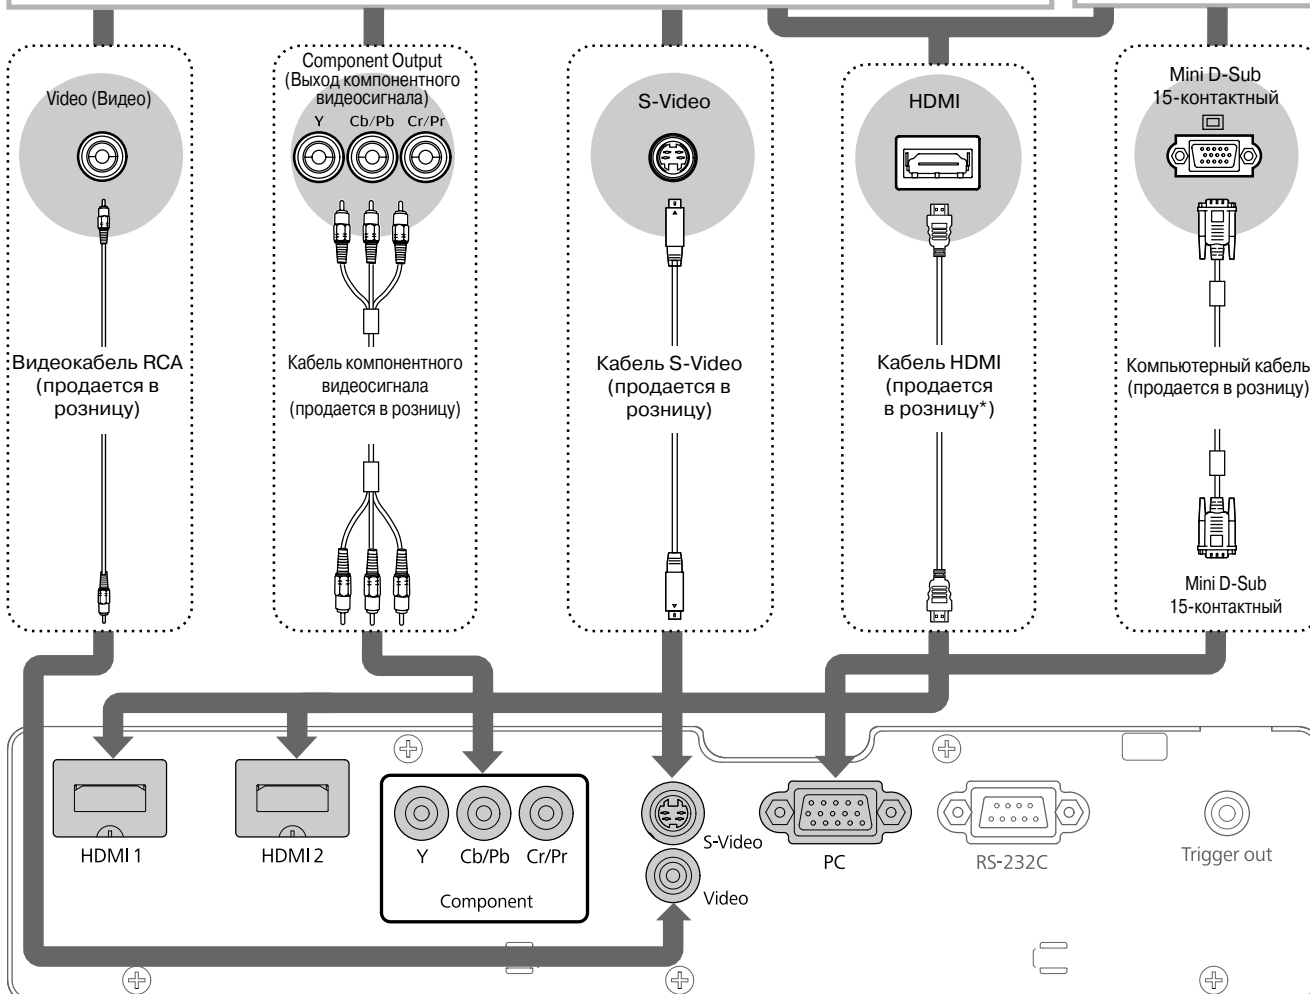 Video (Видео)
Component Output
(Выход компонентного
видеосигнала)
Y Cb/Pb Cr/Pr
S-Video
HDMI
Mini D-Sub
15-контактный
Видеокабель RCA
(продается в
розницу)
Кабель компонентного
видеосигнала
(продается в розницу)
Кабель S-Video
(продается в
розницу)
Кабель HDMI
(продается
в розницу*)
Компьютерный кабель
(продается в розницу)
Mini D-Sub
15-контактный
HDMI 1
HDMI 2
Y Cb/Pb Cr/Pr
Component
S-Video
Video
PC
RS-232C
Trigger out